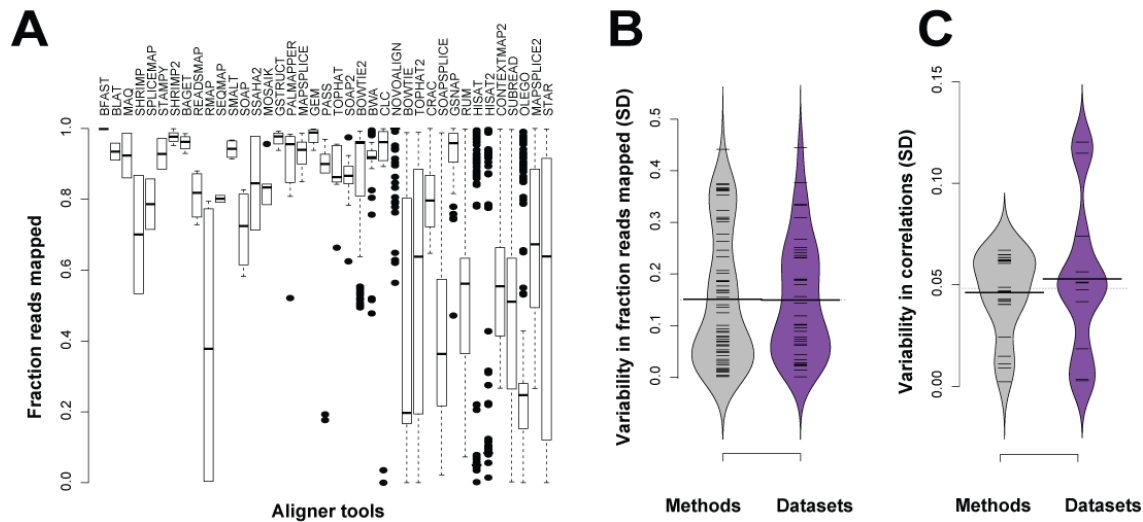 A
BFAST
BLAT
MAQ
SHRIMP
SPLICEMAP
STAMPY
SHRIMP2
BAGET
READSMAP
RMAP
SEQMAP
SMALT
SOAP
SSAHA2
MOSAIK
GSTRUCT
PALMAPPER
MAPSPLICE
GEM
PASS
TOPHAT
SOAP2
BOWTIE2
BWA
CLC
NOVOALIGN
BOWTIE
TOPHAT2
CRAC
SOAPSPLICE
GSNAP
RUM
HISAT
HISAT2
CONTEXTMAP2
SUBREAD
OLEGO
MAPSPLICE2
STAR
Fraction reads mapped
1.0
0.8
0.6
0.4
0.2
0.0
Aligner tools
B
Variability in fraction reads mapped (SD)
0.5
0.4
0.3
0.2
0.1
0.0
Methods Datasets
C
Variability in correlations (SD)
0.15
0.10
0.05
0.00
Methods Datasets